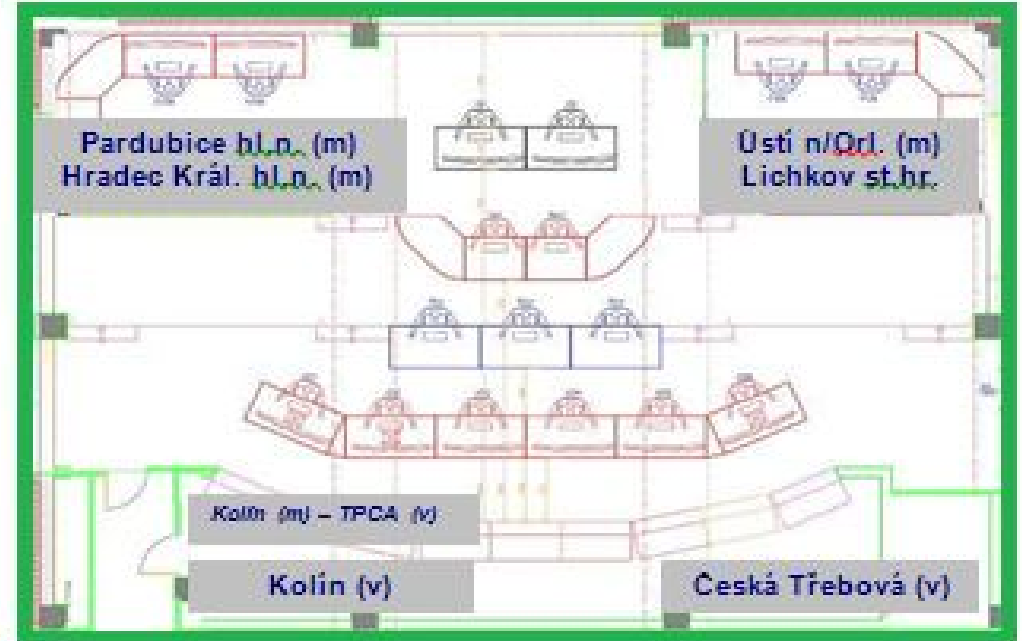 Pardubice hl.n. (m)
Hradec Král. hl.n. (m)
Ústí n/Orl. (m)
Lichkov st.hr.
Kolín (m) – TPCA (v)
Kolín (v)
Česká Třebová (v)